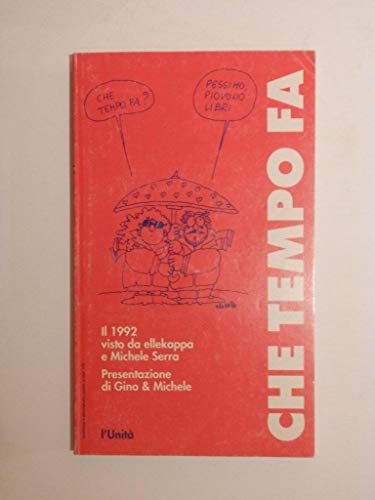 CHE
TEMPO FA?
PESSIMO,
PIOVONO
LIBRI
CHE TEMPO FA
Il 1992
visto da ellekappa
e Michele Serra
Presentazione
di Gino & Michele
l'Unità